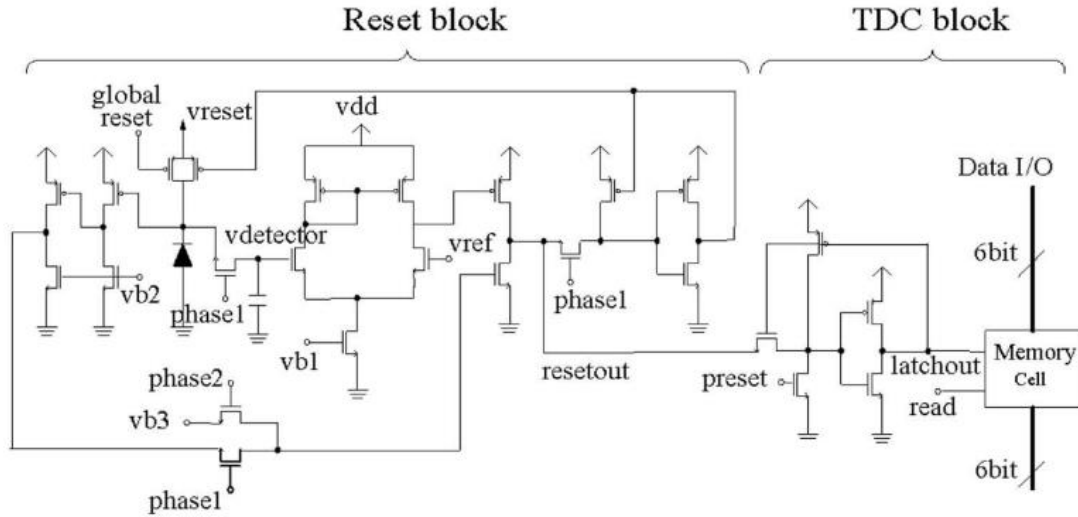 Reset block
TDC block
global
reset
vreset
vdd
Data I/O
vdetector
vref
6bit
vb2
phase1
phase1
vb1
resetout
preset
latchout
Memory
Cell
read
phase2
vb3
6bit
phase1